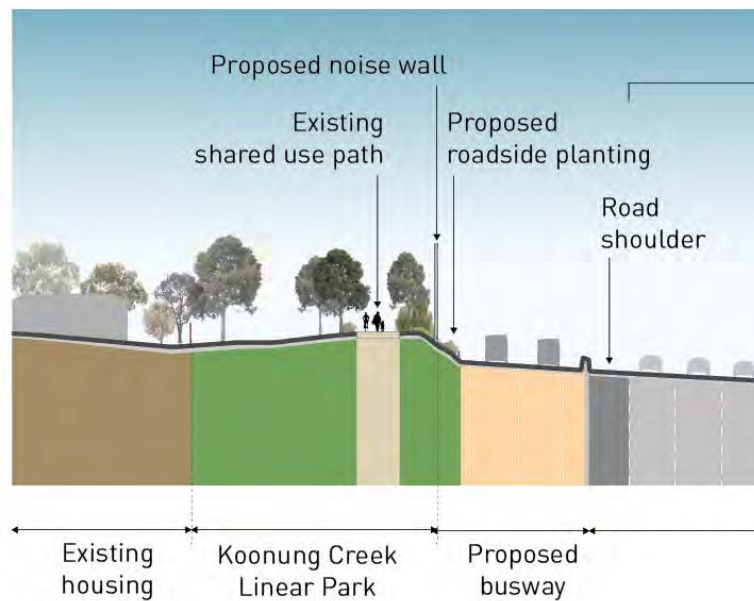 Proposed noise wall
Existing
shared use path
Proposed
roadside planting
Road
shoulder
Existing
housing
Koonung Creek
Linear Park
Proposed
busway